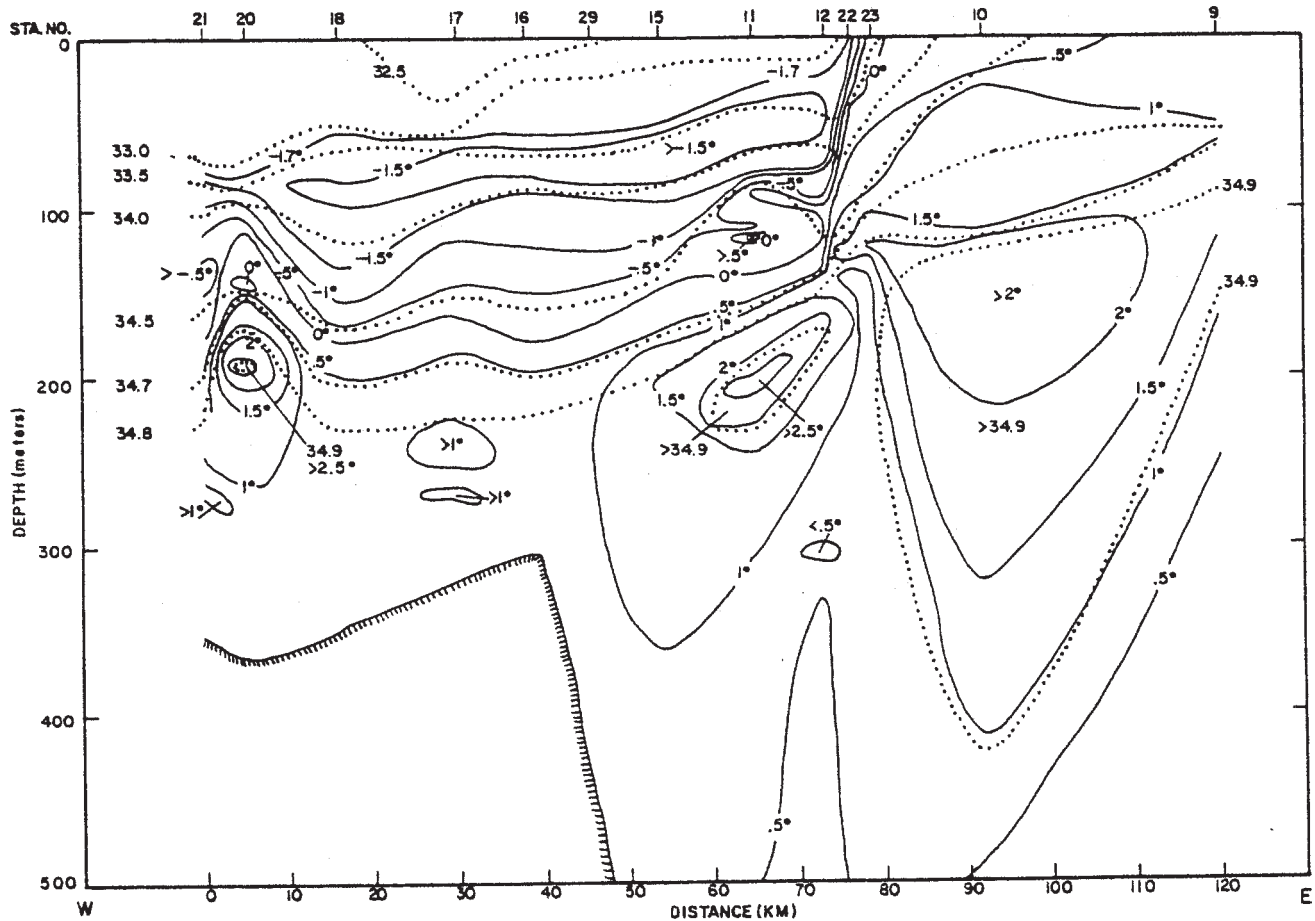 STA. NO. 21 20 18 17 16 29 15 11 12 22 23 10 9
0
32.5 -1.7 0° .5°
1°
33.0 -1.7° -1.5° >-1.5°
33.5 -.5°
34.9
100
34.0 1.5°
-1° 0°
>.5°
-1.5°
>-.5° 0° -.5° -.5° 0°
-1° >2° 34.9
34.5 0° .5° 2°
1°
2° .5°
200
34.7 2° 1.5°
1.5° 1.5°
34.8 >2.5° >34.9
34.9 >1° >34.9
>2.5°
1° 1°
>1° >1°
<.5°
300
1° .5°
400
.5°
500
DEPTH (meters)
0 10 20 30 40 50 60 70 80 90 100 110 120
W DISTANCE (KM) E